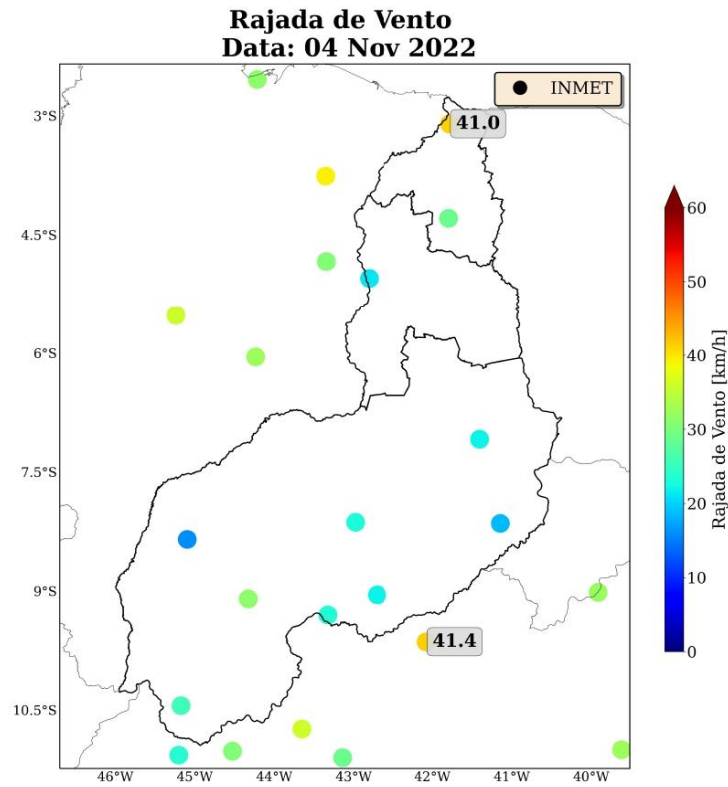 Rajada de Vento
Data: 04 Nov 2022
INMET
3°S
4.5°S
6°S
7.5°S
9°S
10.5°S
41.0
41.4
46°W
45°W
44°W
43°W
42°W
41°W
40°W
60
50
40
30
20
10
0
Rajada de Vento [km/h]